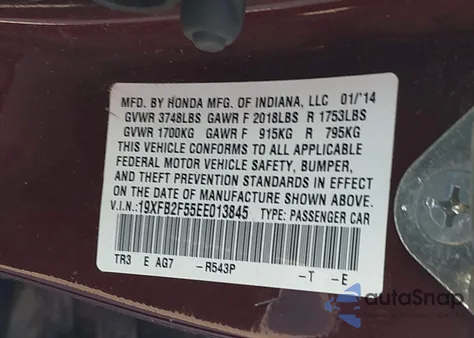 MFD. BY HONDA MFG. OF INDIANA, LLC 01/'14
GVWR 3748LBS GAWR F 2018LBS R 1753LBS
GVWR 1700KG GAWR F 915KG R 795KG
THIS VEHICLE CONFORMS TO ALL APPLICABLE
FEDERAL MOTOR VEHICLE SAFETY, BUMPER,
AND THEFT PREVENTION STANDARDS IN EFFECT
ON THE DATE OF MANUFACTURE SHOWN ABOVE.
V.I.N.:19XFB2F55EE013845 TYPE: PASSENGER CAR
TR3 E AG7 -R543P -T -E
autoSnap